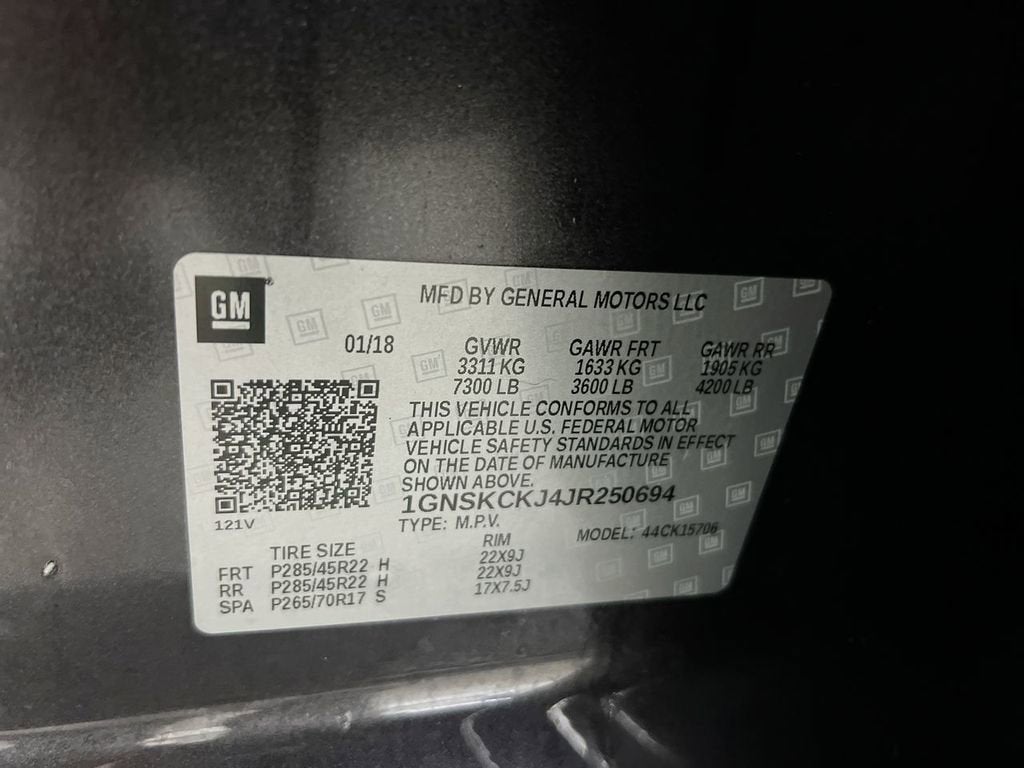 GM
MFD BY GENERAL MOTORS LLC
01/18 GVWR GAWR FRT GAWR RR
3311 KG 1633 KG 1905 KG
7300 LB 3600 LB 4200 LB
THIS VEHICLE CONFORMS TO ALL
APPLICABLE U.S. FEDERAL MOTOR
VEHICLE SAFETY STANDARDS IN EFFECT
ON THE DATE OF MANUFACTURE
SHOWN ABOVE.
1GNSKCKJ4JR250694
121V
TYPE: M.P.V. MODEL: 44CK15706
TIRE SIZE RIM
FRT P285/45R22 H 22X9J
RR P285/45R22 H 22X9J
SPA P265/70R17 S 17X7.5J